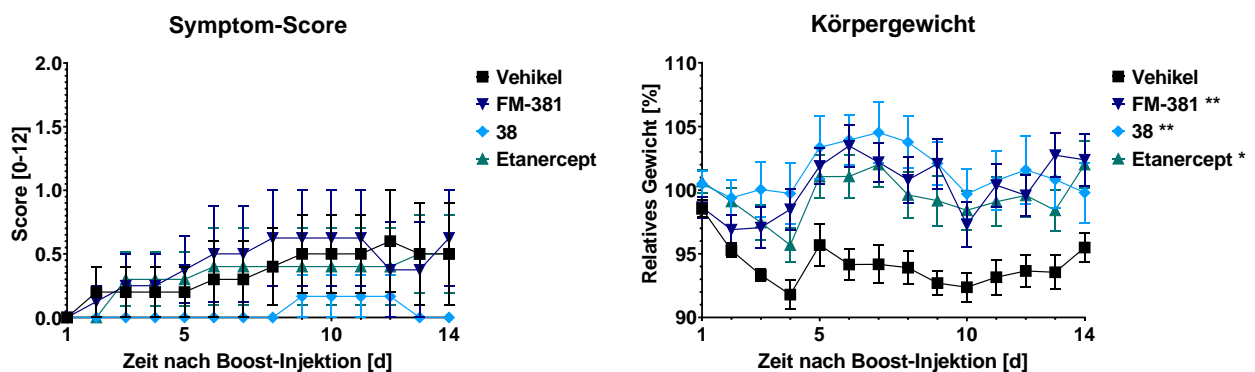 Symptom-Score
Score [0-12]
2.0
1.5
1.0
0.5
0.0
1
5
10
14
Zeit nach Boost-Injektion [d]
Vehikel
FM-381
38
Etanercept
Körpergewicht
Relatives Gewicht [%]
110
105
100
95
90
1
5
10
14
Zeit nach Boost-Injektion [d]
Vehikel
FM-381 **
38 **
Etanercept *